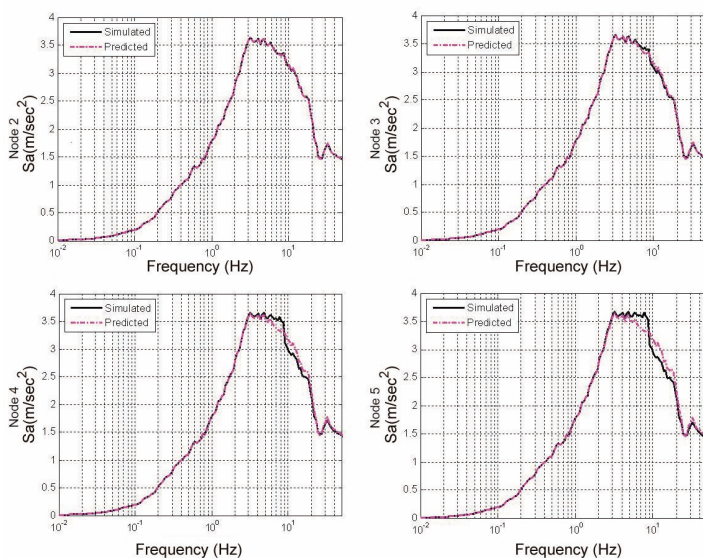 4
3.5
3
2.5
2
1.5
1
0.5
0
Node 2
Sa(m/sec²)
Simulated
Predicted
10⁻²
10⁻¹
10⁰
10¹
Frequency (Hz)
4
3.5
3
2.5
2
1.5
1
0.5
0
Node 3
Sa(m/sec²)
Simulated
Predicted
10⁻²
10⁻¹
10⁰
10¹
Frequency (Hz)
4
3.5
3
2.5
2
1.5
1
0.5
0
Node 4
Sa(m/sec²)
Simulated
Predicted
10⁻²
10⁻¹
10⁰
10¹
Frequency (Hz)
4
3.5
3
2.5
2
1.5
1
0.5
0
Node 5
Sa(m/sec²)
Simulated
Predicted
10⁻²
10⁻¹
10⁰
10¹
Frequency (Hz)